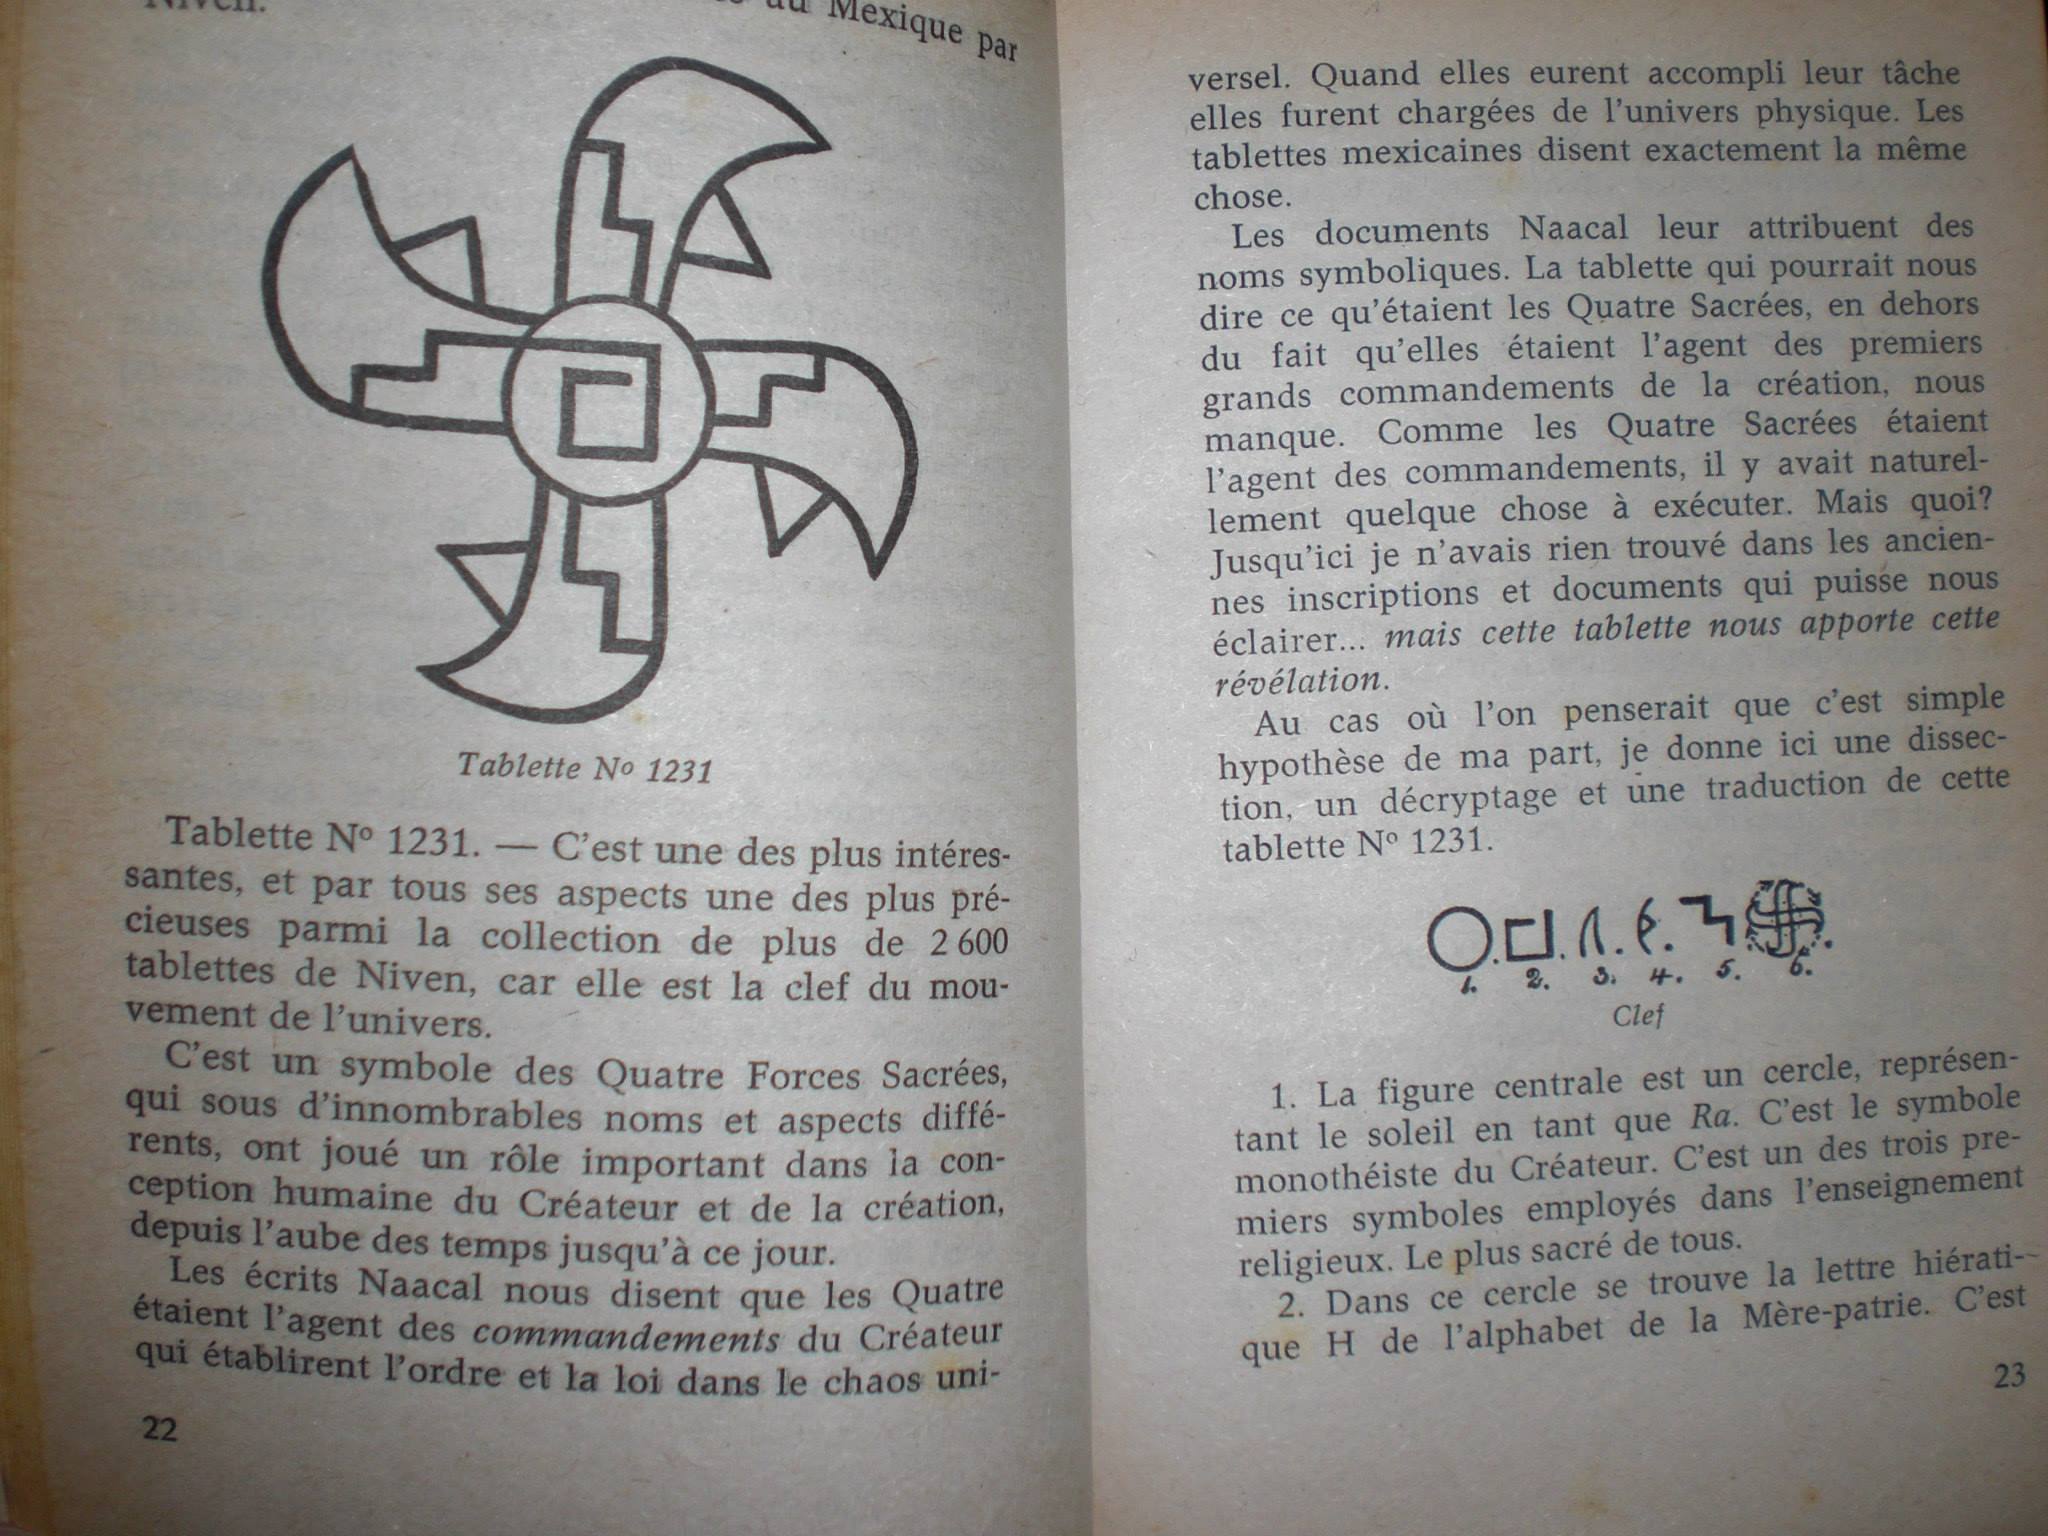 Niven.
au Mexique par
Tablette Nº 1231
Tablette Nº 1231. — C'est une des plus intéres-
santes, et par tous ses aspects une des plus pré-
cieuses parmi la collection de plus de 2 600
tablettes de Niven, car elle est la clef du mou-
vement de l'univers.
C'est un symbole des Quatre Forces Sacrées,
qui sous d'innombrables noms et aspects diffé-
rents, ont joué un rôle important dans la con-
ception humaine du Créateur et de la création,
depuis l'aube des temps jusqu'à ce jour.
Les écrits Naacal nous disent que les Quatre
étaient l'agent des commandements du Créateur
qui établirent l'ordre et la loi dans le chaos uni-
22
versel. Quand elles eurent accompli leur tâche
elles furent chargées de l'univers physique. Les
tablettes mexicaines disent exactement la même
chose.
Les documents Naacal leur attribuent des
noms symboliques. La tablette qui pourrait nous
dire ce qu'étaient les Quatre Sacrées, en dehors
du fait qu'elles étaient l'agent des premiers
grands commandements de la création, nous
manque. Comme les Quatre Sacrées étaient
l'agent des commandements, il y avait naturel-
lement quelque chose à exécuter. Mais quoi?
Jusqu'ici je n'avais rien trouvé dans les ancien-
nes inscriptions et documents qui puisse nous
éclairer... mais cette tablette nous apporte cette
révélation.
Au cas où l'on penserait que c'est simple
hypothèse de ma part, je donne ici une dissec-
tion, un décryptage et une traduction de cette
tablette Nº 1231.
1. 2. 3. 4. 5. 6.
Clef
1. La figure centrale est un cercle, représen-
tant le soleil en tant que Ra. C'est le symbole
monothéiste du Créateur. C'est un des trois pre-
miers symboles employés dans l'enseignement
religieux. Le plus sacré de tous.
2. Dans ce cercle se trouve la lettre hiérati-
que H de l'alphabet de la Mère-patrie. C'est
23